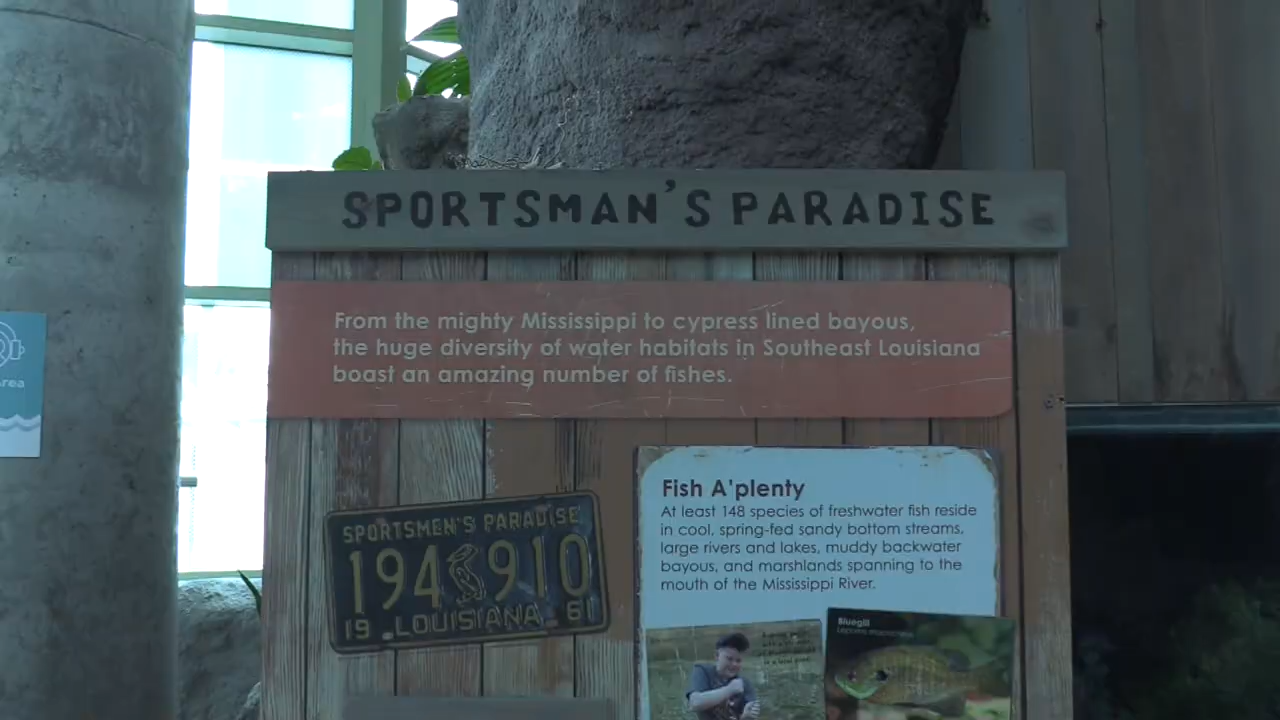 SPORTSMAN'S PARADISE
From the mighty Mississippi to cypress lined bayous,
the huge diversity of water habitats in Southeast Louisiana
boast an amazing number of fishes.
rea
SPORTSMEN'S PARADISE
194 910
19 LOUISIANA 61
Fish A'plenty
At least 148 species of freshwater fish reside
in cool, spring-fed sandy bottom streams,
large rivers and lakes, muddy backwater
bayous, and marshlands spanning to the
mouth of the Mississippi River.
Bluegill